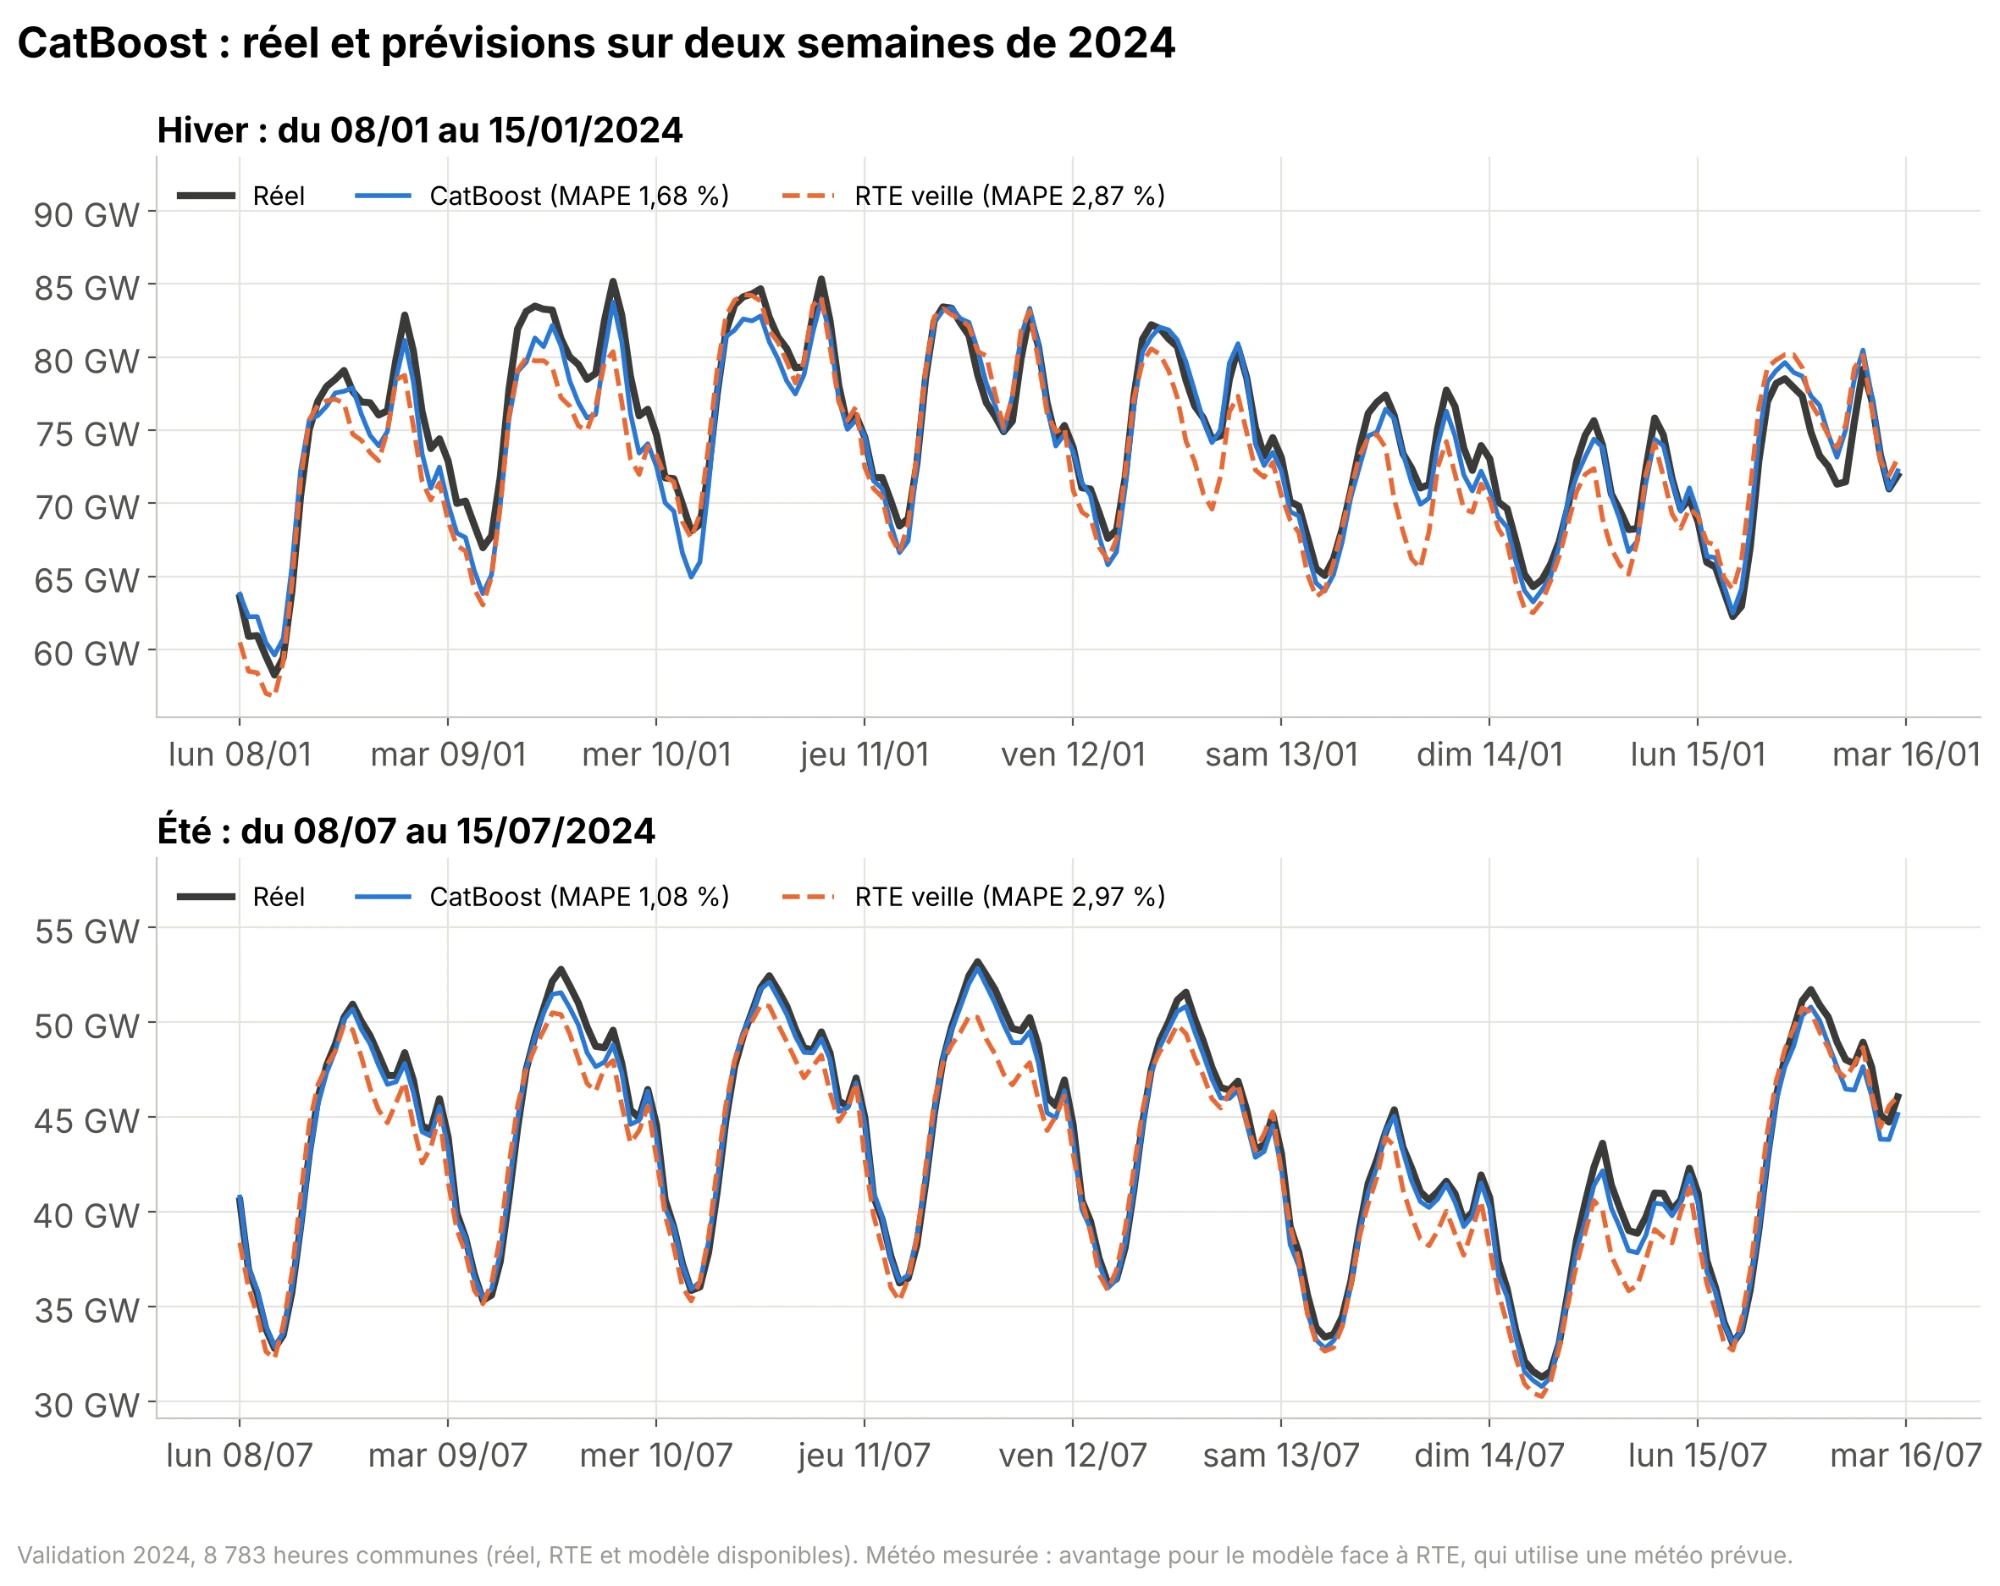 CatBoost : réel et prévisions sur deux semaines de 2024
Hiver : du 08/01 au 15/01/2024
Réel CatBoost (MAPE 1,68 %) RTE veille (MAPE 2,87 %)
90 GW
85 GW
80 GW
75 GW
70 GW
65 GW
60 GW
lun 08/01 mar 09/01 mer 10/01 jeu 11/01 ven 12/01 sam 13/01 dim 14/01 lun 15/01 mar 16/01
Été : du 08/07 au 15/07/2024
Réel CatBoost (MAPE 1,08 %) RTE veille (MAPE 2,97 %)
55 GW
50 GW
45 GW
40 GW
35 GW
30 GW
lun 08/07 mar 09/07 mer 10/07 jeu 11/07 ven 12/07 sam 13/07 dim 14/07 lun 15/07 mar 16/07
Validation 2024, 8 783 heures communes (réel, RTE et modèle disponibles). Météo mesurée : avantage pour le modèle face à RTE, qui utilise une météo prévue.